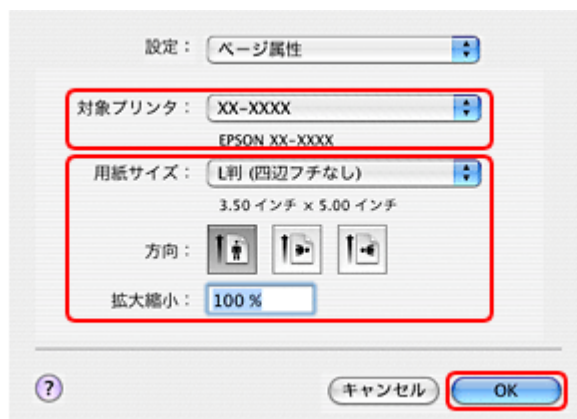 設定： ページ属性
対象プリンタ： XX-XXXX
EPSON XX-XXXX
用紙サイズ： L判 (四辺フチなし)
3.50 インチ × 5.00 インチ
方向：
拡大縮小： 100 %
? キャンセル OK